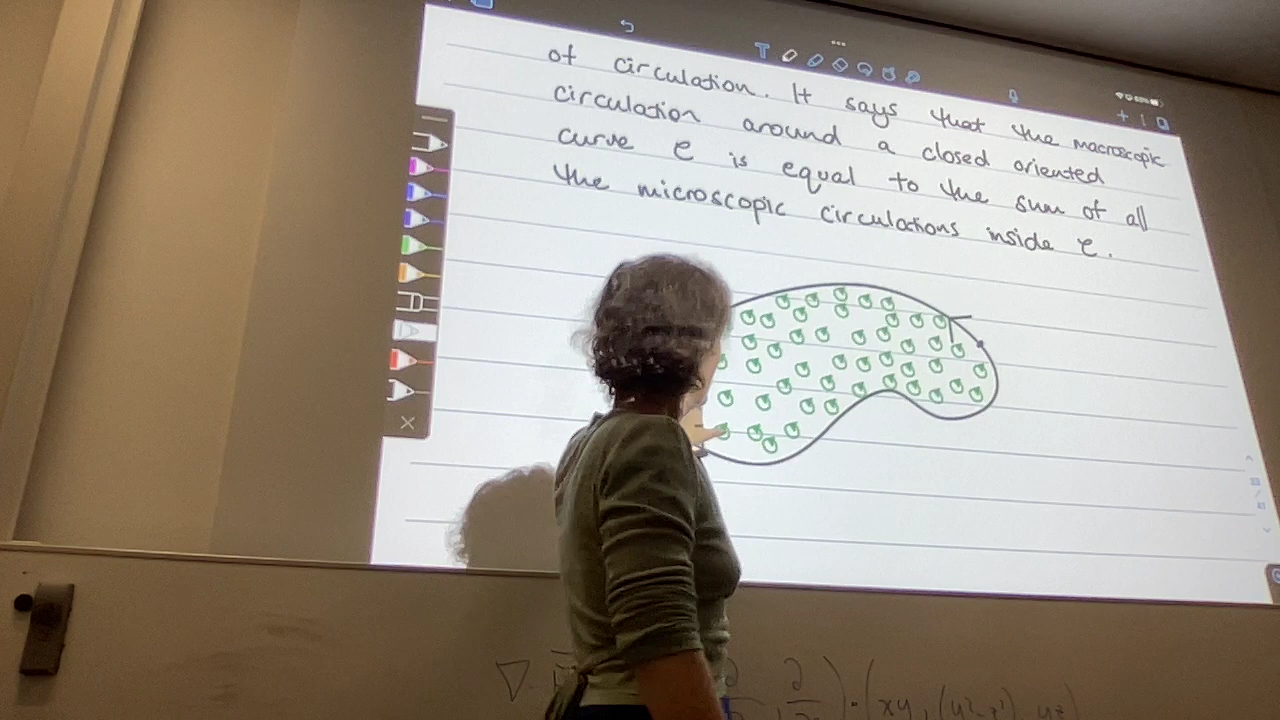 of circulation. It says that the macroscopic
circulation around a closed oriented
curve C is equal to the sum of all
the microscopic circulations inside C.